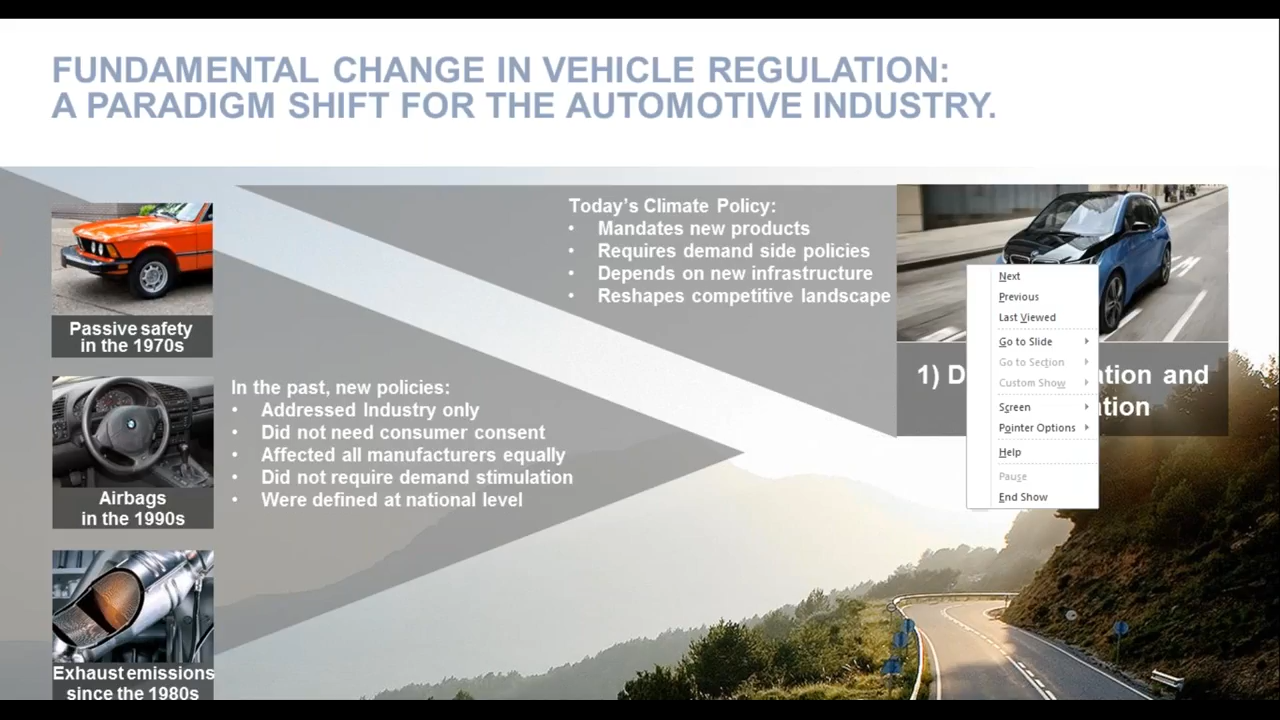 FUNDAMENTAL CHANGE IN VEHICLE REGULATION:
A PARADIGM SHIFT FOR THE AUTOMOTIVE INDUSTRY.
Passive safety
in the 1970s
Airbags
in the 1990s
Exhaust emissions
since the 1980s
In the past, new policies:
• Addressed Industry only
• Did not need consumer consent
• Affected all manufacturers equally
• Did not require demand stimulation
• Were defined at national level
Today’s Climate Policy:
• Mandates new products
• Requires demand side policies
• Depends on new infrastructure
• Reshapes competitive landscape
1) and
Next
Previous
Last Viewed
Go to Slide
Go to Section
Custom Show
Screen
Pointer Options
Help
Pause
End Show